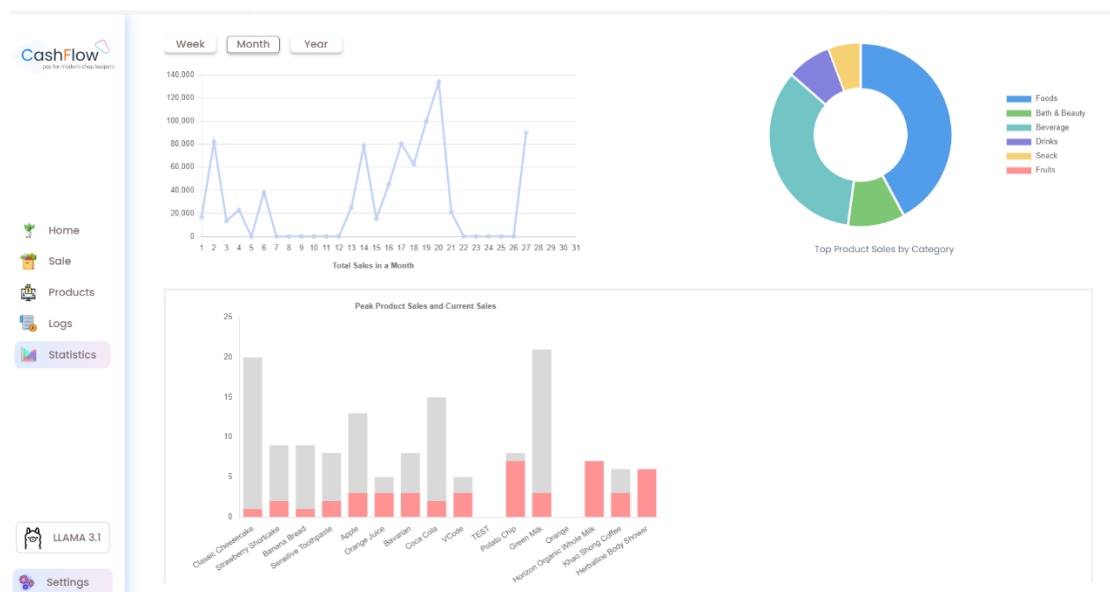 CashFlow
pos for modern shop keepers
Home
Sale
Products
Logs
Statistics
LLAMA 3.1
Settings
Week Month Year
140,000
120,000
100,000
80,000
60,000
40,000
20,000
0
1 2 3 4 5 6 7 8 9 10 11 12 13 14 15 16 17 18 19 20 21 22 23 24 25 26 27 28 29 30 31
Total Sales in a Month
Foods
Bath & Beauty
Beverage
Drinks
Snack
Fruits
Top Product Sales by Category
Peak Product Sales and Current Sales
25
20
15
10
5
0
Classic Cheesecake
Strawberry Shortcake
Banana Bread
Sensitive Toothpaste
Apple
Orange Juice
Bavarian
Coca Cola
VCode
TEST
Potato Chip
Green Milk
Orange
Horizon Organic Whole Milk
Khao Shong Coffee
Herballine Body Shower